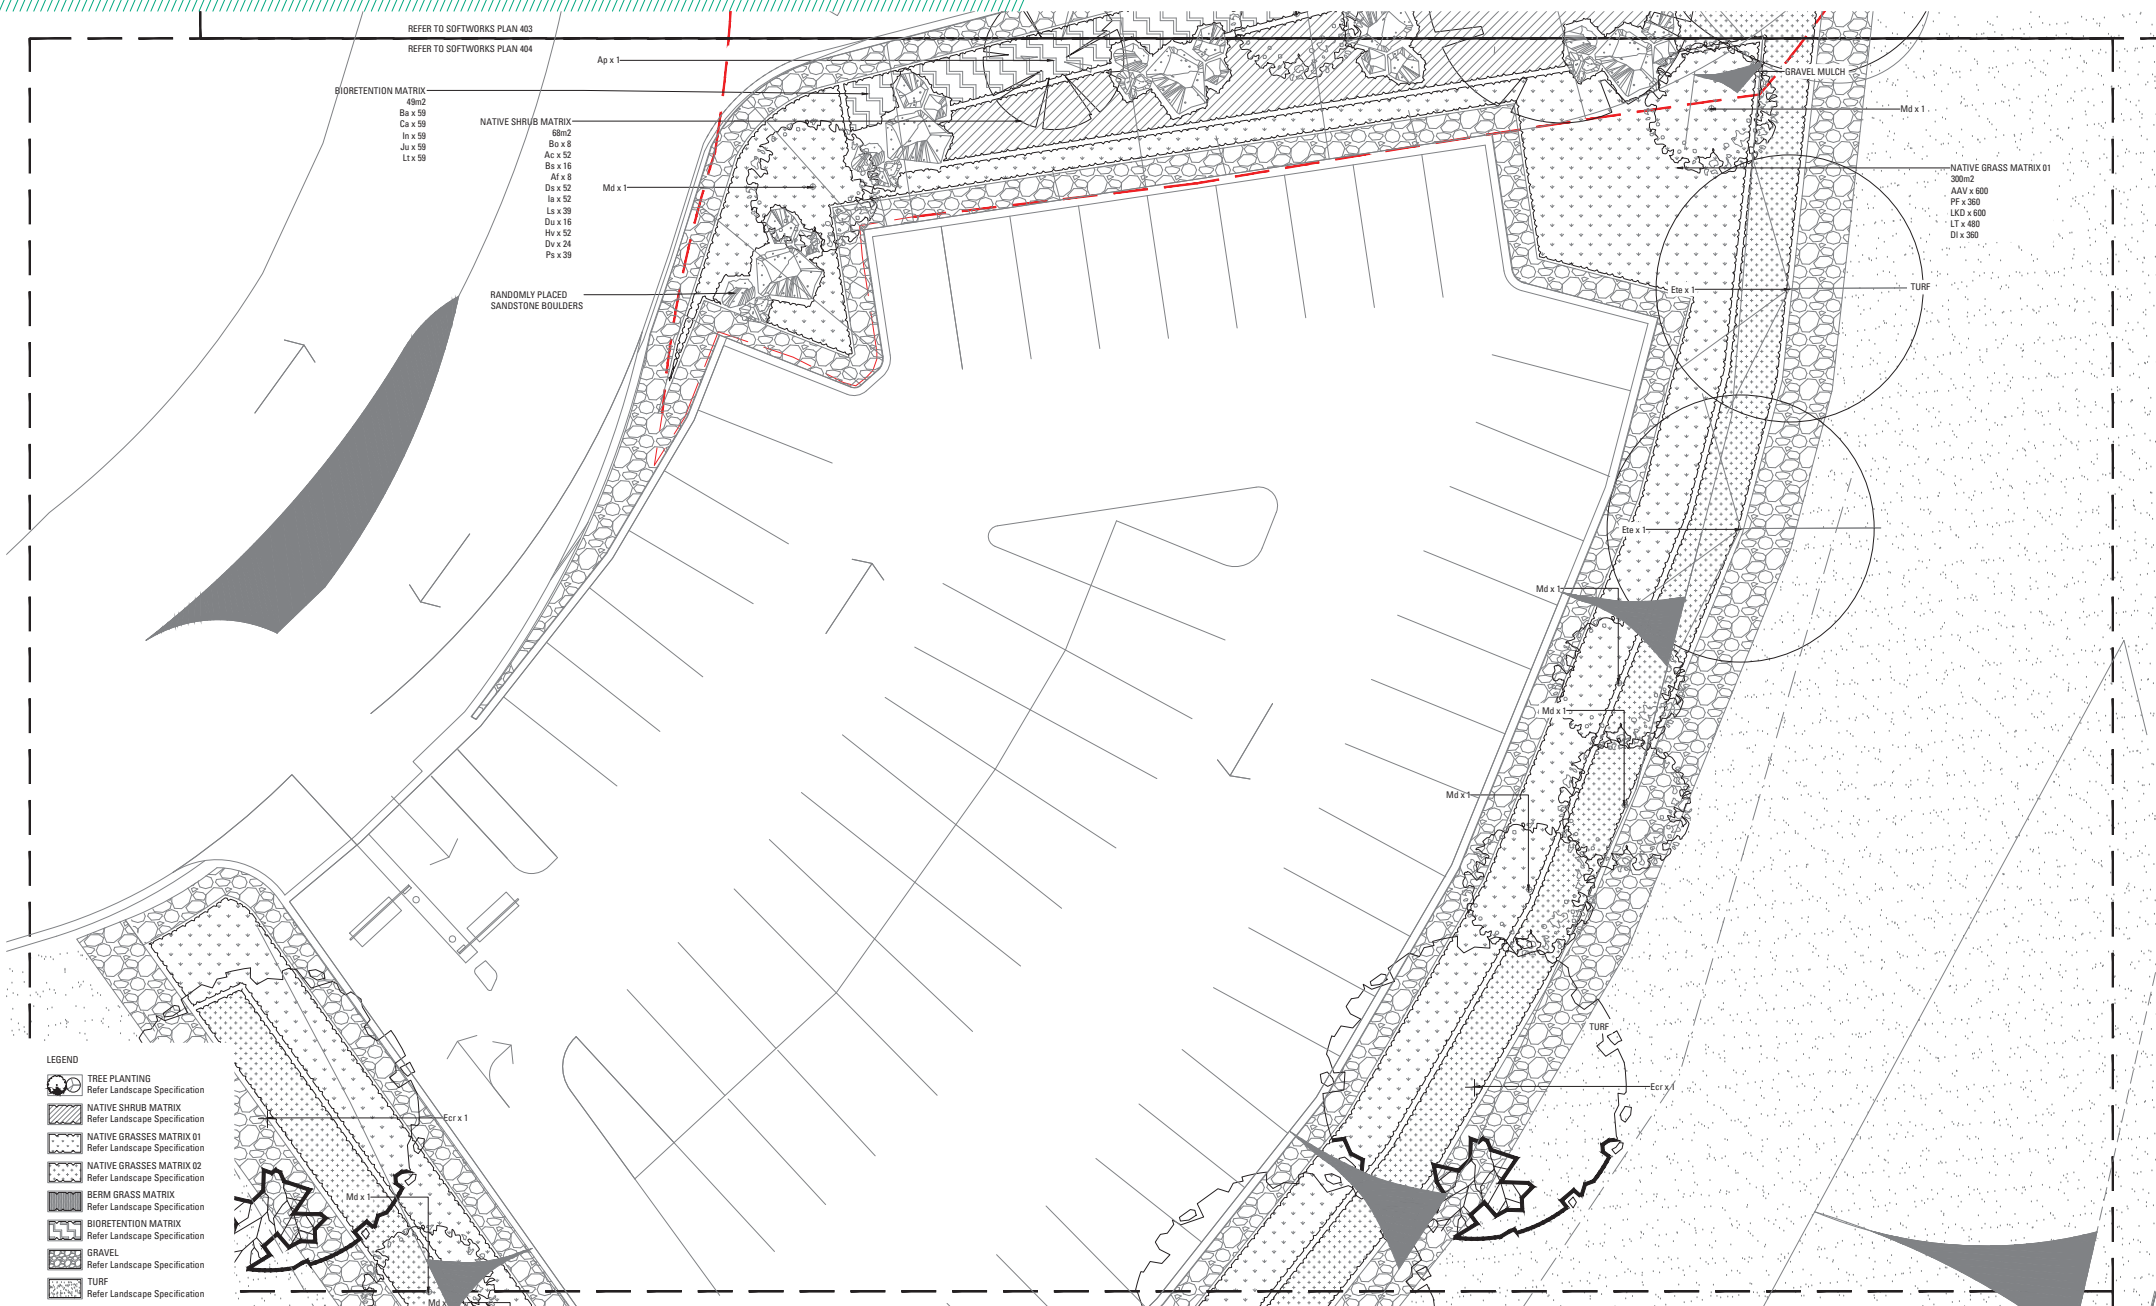 REFER TO SOFTWORKS PLAN 403
REFER TO SOFTWORKS PLAN 404
Ap x 1
BIORETENTION MATRIX
49m2
Ba x 59
Ca x 59
In x 59
Ju x 59
Lt x 59
NATIVE SHRUB MATRIX
68m2
Bo x 8
Ac x 52
Bs x 16
Af x 8
Ds x 52
Ia x 52
Ls x 39
Du x 16
Hv x 52
Dv x 24
Ps x 39
Md x 1
RANDOMLY PLACED
SANDSTONE BOULDERS
GRAVEL MULCH
Md x 1
NATIVE GRASS MATRIX 01
300m2
AAV x 600
PF x 360
LKD x 600
LT x 480
DI x 360
Ete x 1
TURF
Ete x 1
Md x 1
Md x 1
Md x 1
TURF
Ecr x 1
Ecr x 1
Md x 1
Md x
LEGEND
TREE PLANTING
Refer Landscape Specification
NATIVE SHRUB MATRIX
Refer Landscape Specification
NATIVE GRASSES MATRIX 01
Refer Landscape Specification
NATIVE GRASSES MATRIX 02
Refer Landscape Specification
BERM GRASS MATRIX
Refer Landscape Specification
BIORETENTION MATRIX
Refer Landscape Specification
GRAVEL
Refer Landscape Specification
TURF
Refer Landscape Specification